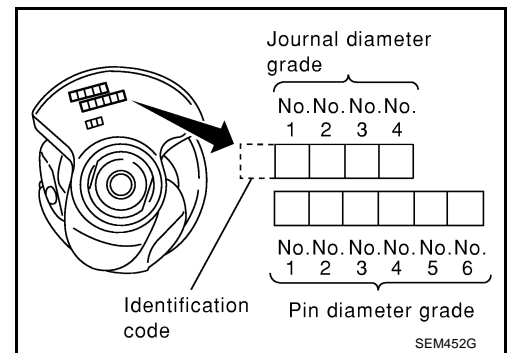 Journal diameter
grade
No. No. No. No.
1 2 3 4
No. No. No. No. No. No.
1 2 3 4 5 6
Identification
code
Pin diameter grade
SEM452G